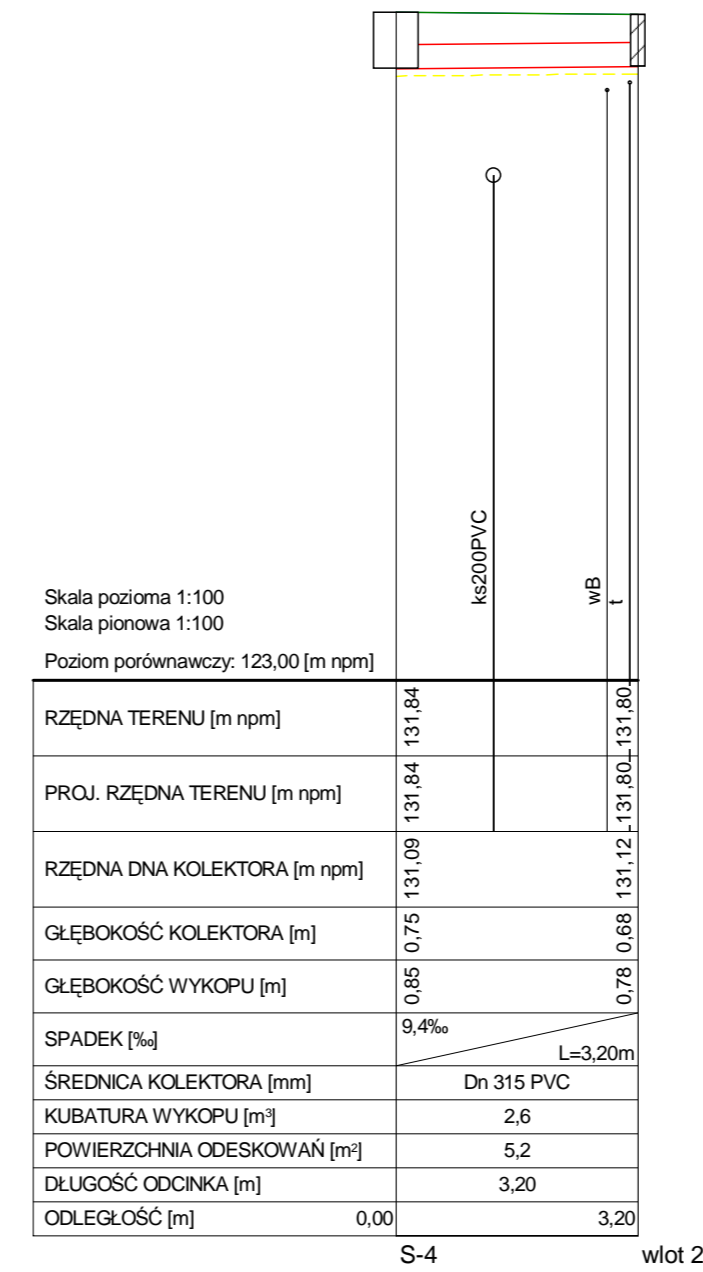 ks200PVC
wB
t
Skala pozioma 1:100
Skala pionowa 1:100
Poziom porównawczy: 123,00 [m npm]
RZĘDNA TERENU [m npm] 131,84 131,80
PROJ. RZĘDNA TERENU [m npm] 131,84 131,80
RZĘDNA DNA KOLEKTORA [m npm] 131,09 131,12
GŁĘBOKOŚĆ KOLEKTORA [m] 0,75 0,68
GŁĘBOKOŚĆ WYKOPU [m] 0,85 0,78
SPADEK [‰] 9,4‰ L=3,20m
ŚREDNICA KOLEKTORA [mm] Dn 315 PVC
KUBATURA WYKOPU [m³] 2,6
POWIERZCHNIA ODESKOWAŃ [m²] 5,2
DŁUGOŚĆ ODCINKA [m] 3,20
ODLEGŁOŚĆ [m] 0,00 3,20
S-4 wlot 2